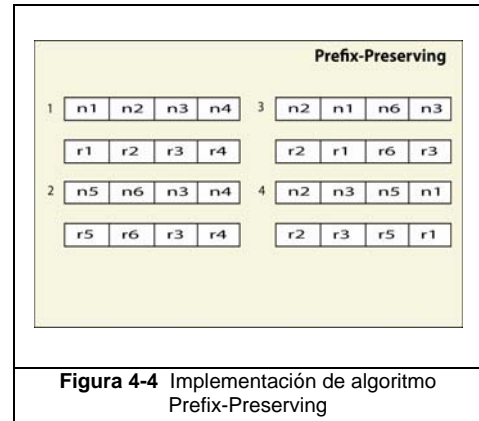 Prefix-Preserving
1 n1 n2 n3 n4
r1 r2 r3 r4
2 n5 n6 n3 n4
r5 r6 r3 r4
3 n2 n1 n6 n3
r2 r1 r6 r3
4 n2 n3 n5 n1
r2 r3 r5 r1
Figura 4-4 Implementación de algoritmo
Prefix-Preserving